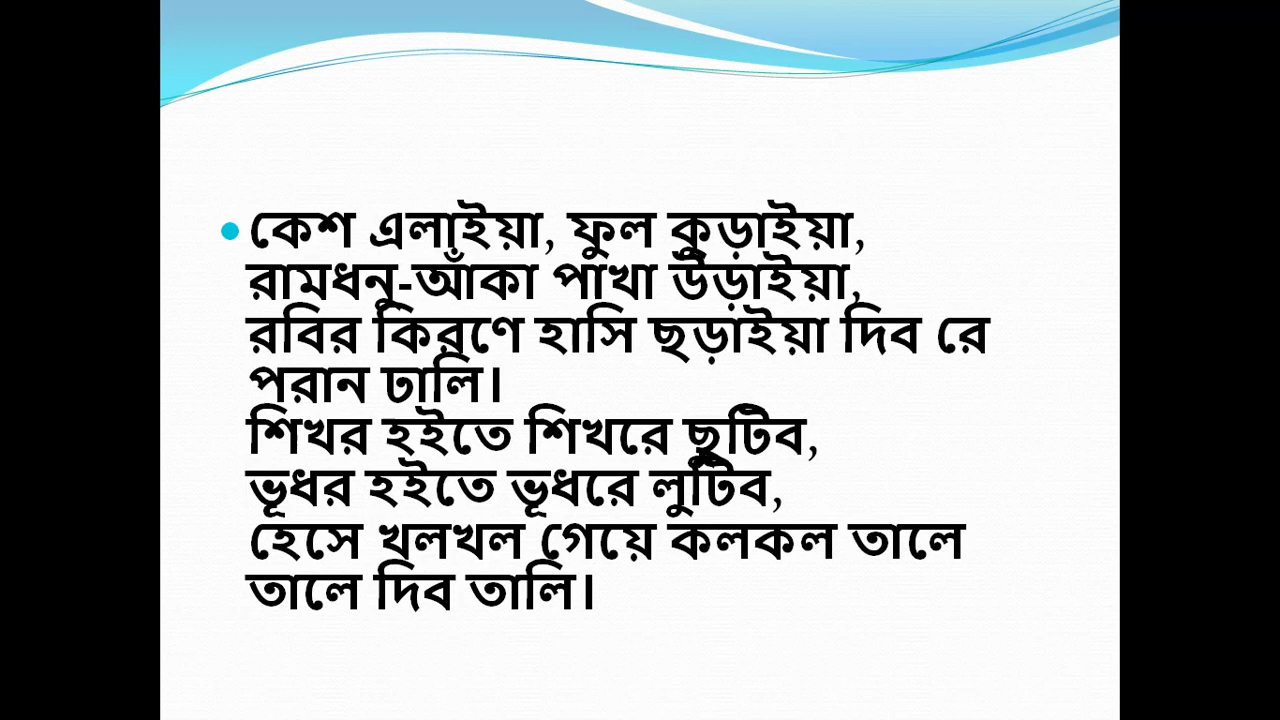 কেশ এলাইয়া, ফুল কুড়াইয়া,
রামধনু-আঁকা পাখা উড়াইয়া,
রবির কিরণে হাসি ছড়াইয়া দিব রে
পরান ঢালি।
শিখর হইতে শিখরে ছুটিব,
ভূধর হইতে ভূধরে লুটিব,
হেসে খলখল গেয়ে কলকল তালে
তালে দিব তালি।